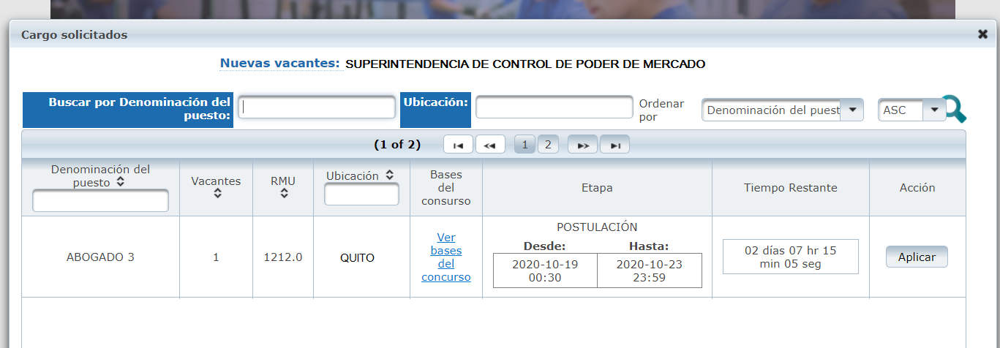 Cargo solicitados
Nuevas vacantes: SUPERINTENDENCIA DE CONTROL DE PODER DE MERCADO
Buscar por Denominación del
puesto:
Ubicación:
Ordenar
por
Denominación del puest
ASC
(1 of 2)
1
2
Denominación del
puesto
Vacantes
RMU
Ubicación
Bases
del
consurso
Etapa
Tiempo Restante
Acción
ABOGADO 3
1
1212.0
QUITO
Ver
bases
del
concurso
POSTULACIÓN
Desde:
Hasta:
2020-10-19
00:30
2020-10-23
23:59
02 días 07 hr 15
min 05 seg
Aplicar